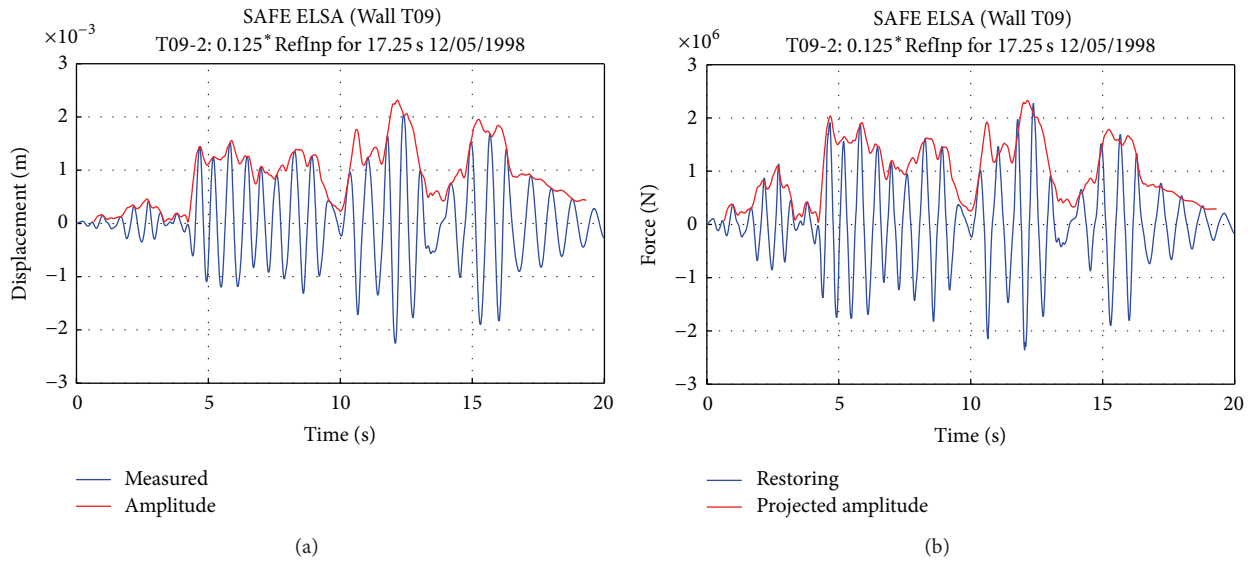 SAFE ELSA (Wall T09)
T09-2: 0.125* RefInp for 17.25 s 12/05/1998
×10−3
3
2
1
0
−1
−2
−3
Displacement (m)
0
5
10
15
20
Time (s)
Measured
Amplitude
(a)
SAFE ELSA (Wall T09)
T09-2: 0.125* RefInp for 17.25 s 12/05/1998
×106
3
2
1
0
−1
−2
−3
Force (N)
0
5
10
15
20
Time (s)
Restoring
Projected amplitude
(b)